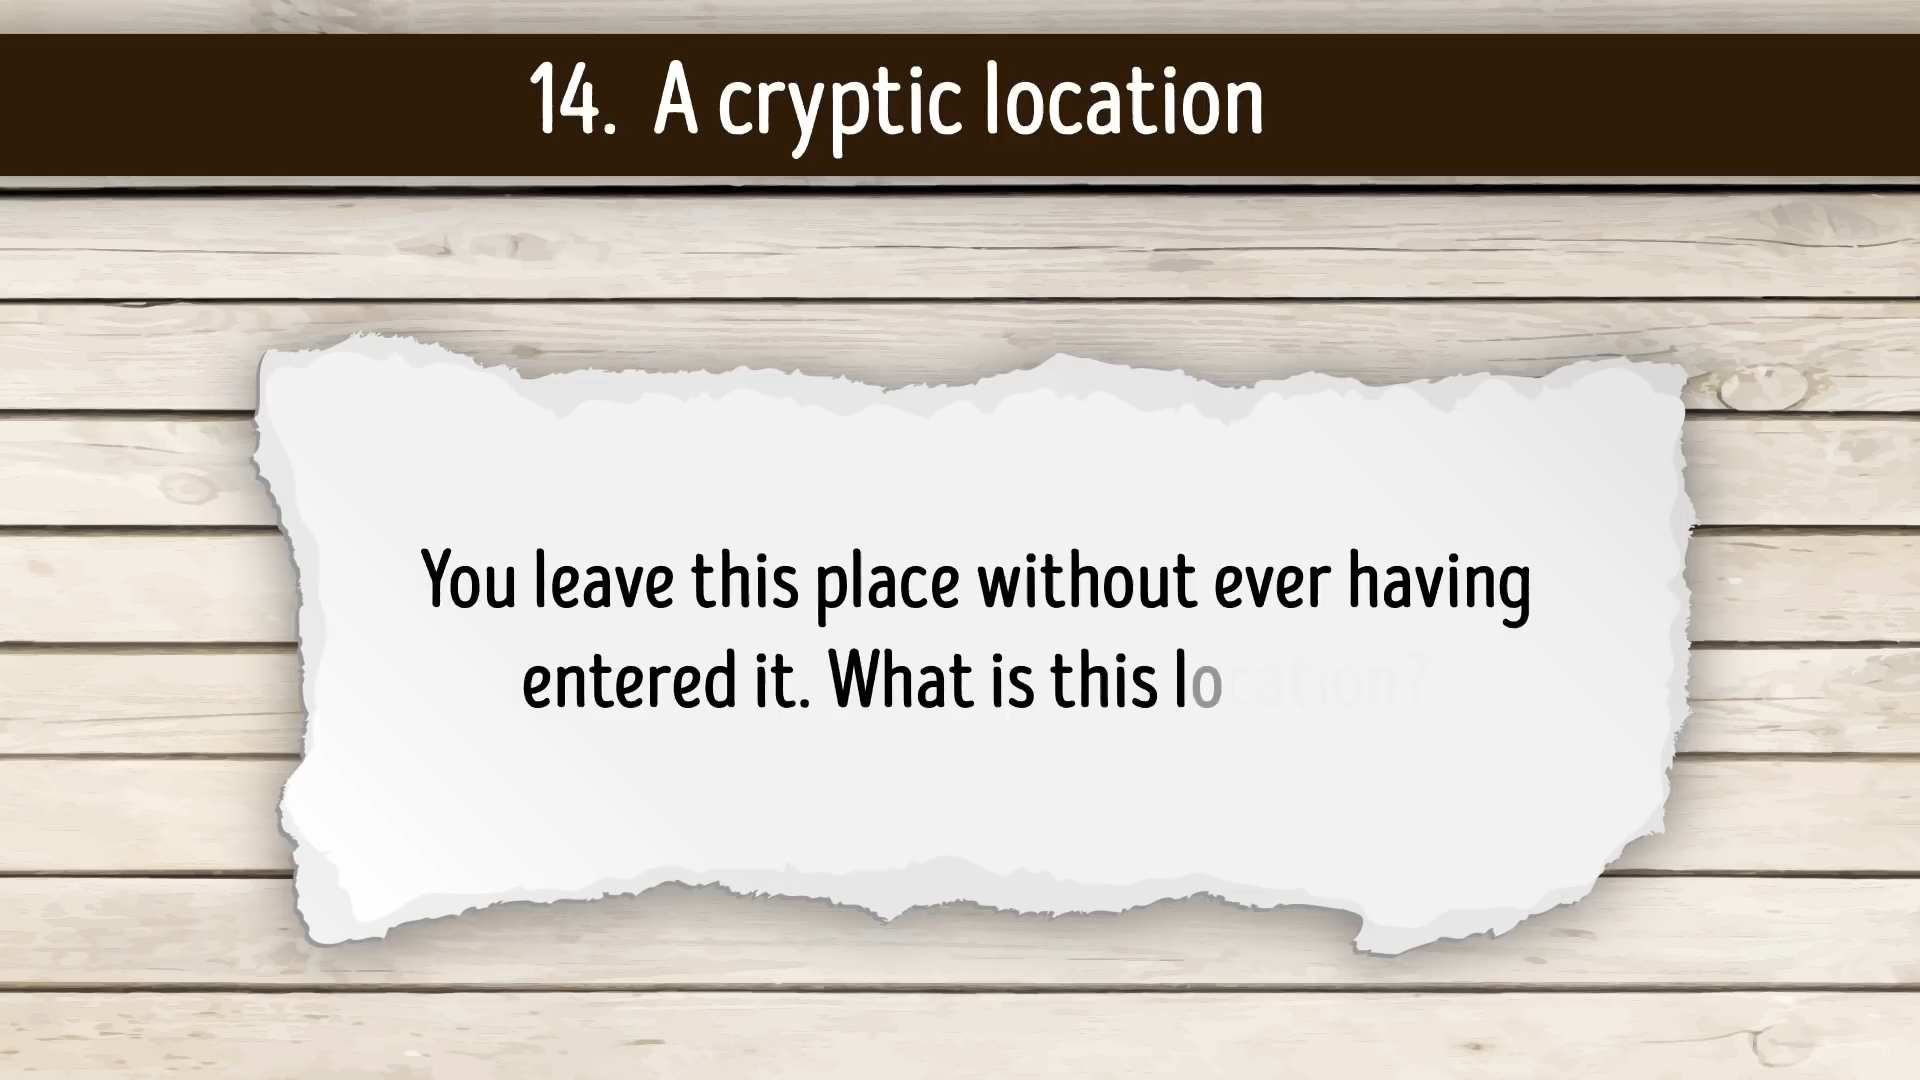 14. A cryptic location
You leave this place without ever having
entered it. What is this location?